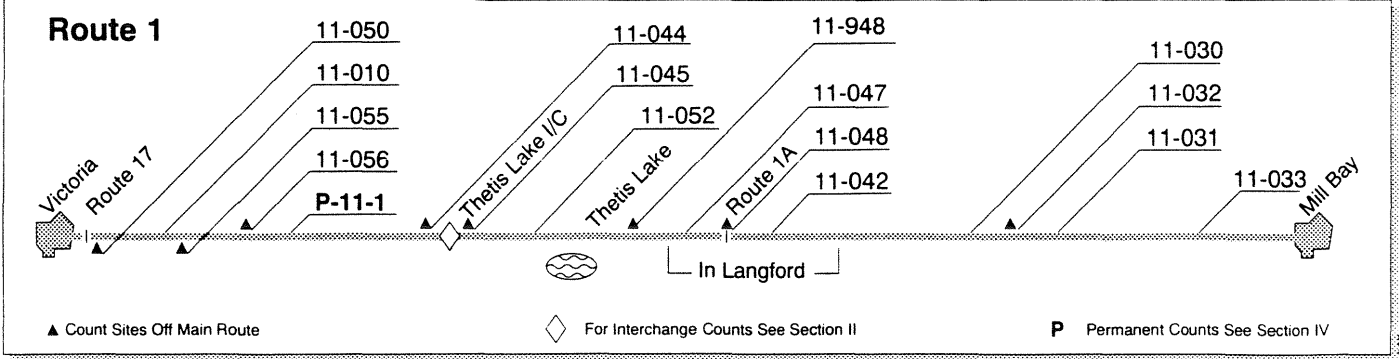 Route 1
11-050
11-010
11-055
11-056
P-11-1
11-044
11-045
11-052
11-948
11-047
11-048
11-042
11-030
11-032
11-031
11-033
Victoria
Route 17
Thetis Lake I/C
Thetis Lake
Route 1A
Mill Bay
In Langford
Count Sites Off Main Route
For Interchange Counts See Section II
P Permanent Counts See Section IV